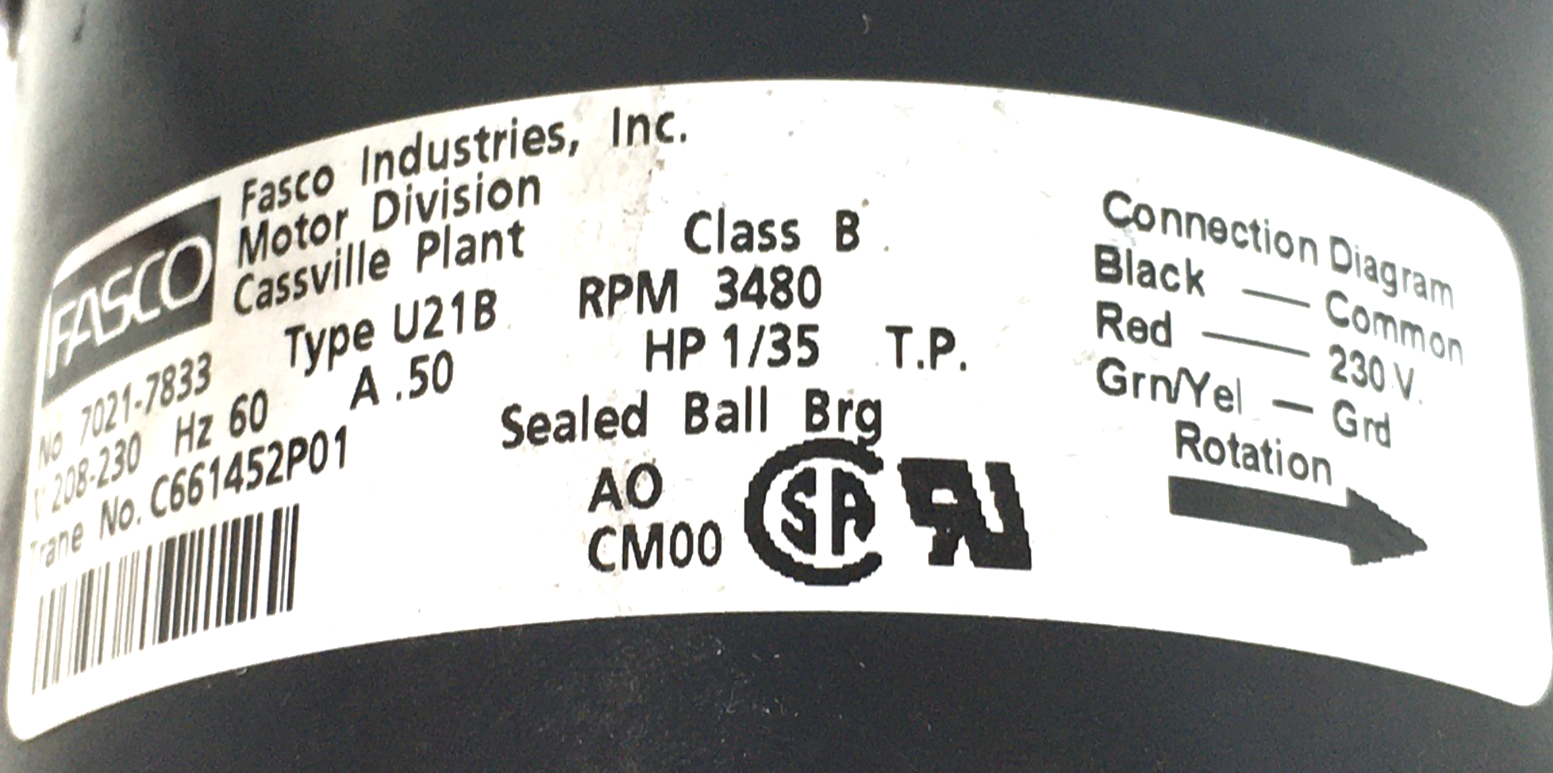 FASCO
Fasco Industries, Inc.
Motor Division
Cassville Plant
No 7021-7833 Type U21B
V 208-230 Hz 60 A .50
Trane No. C661452P01
Class B
RPM 3480
HP 1/35 T.P.
Sealed Ball Brg
AO
CM00
Connection Diagram
Black — Common
Red — 230 V.
Grn/Yel — Grd
Rotation